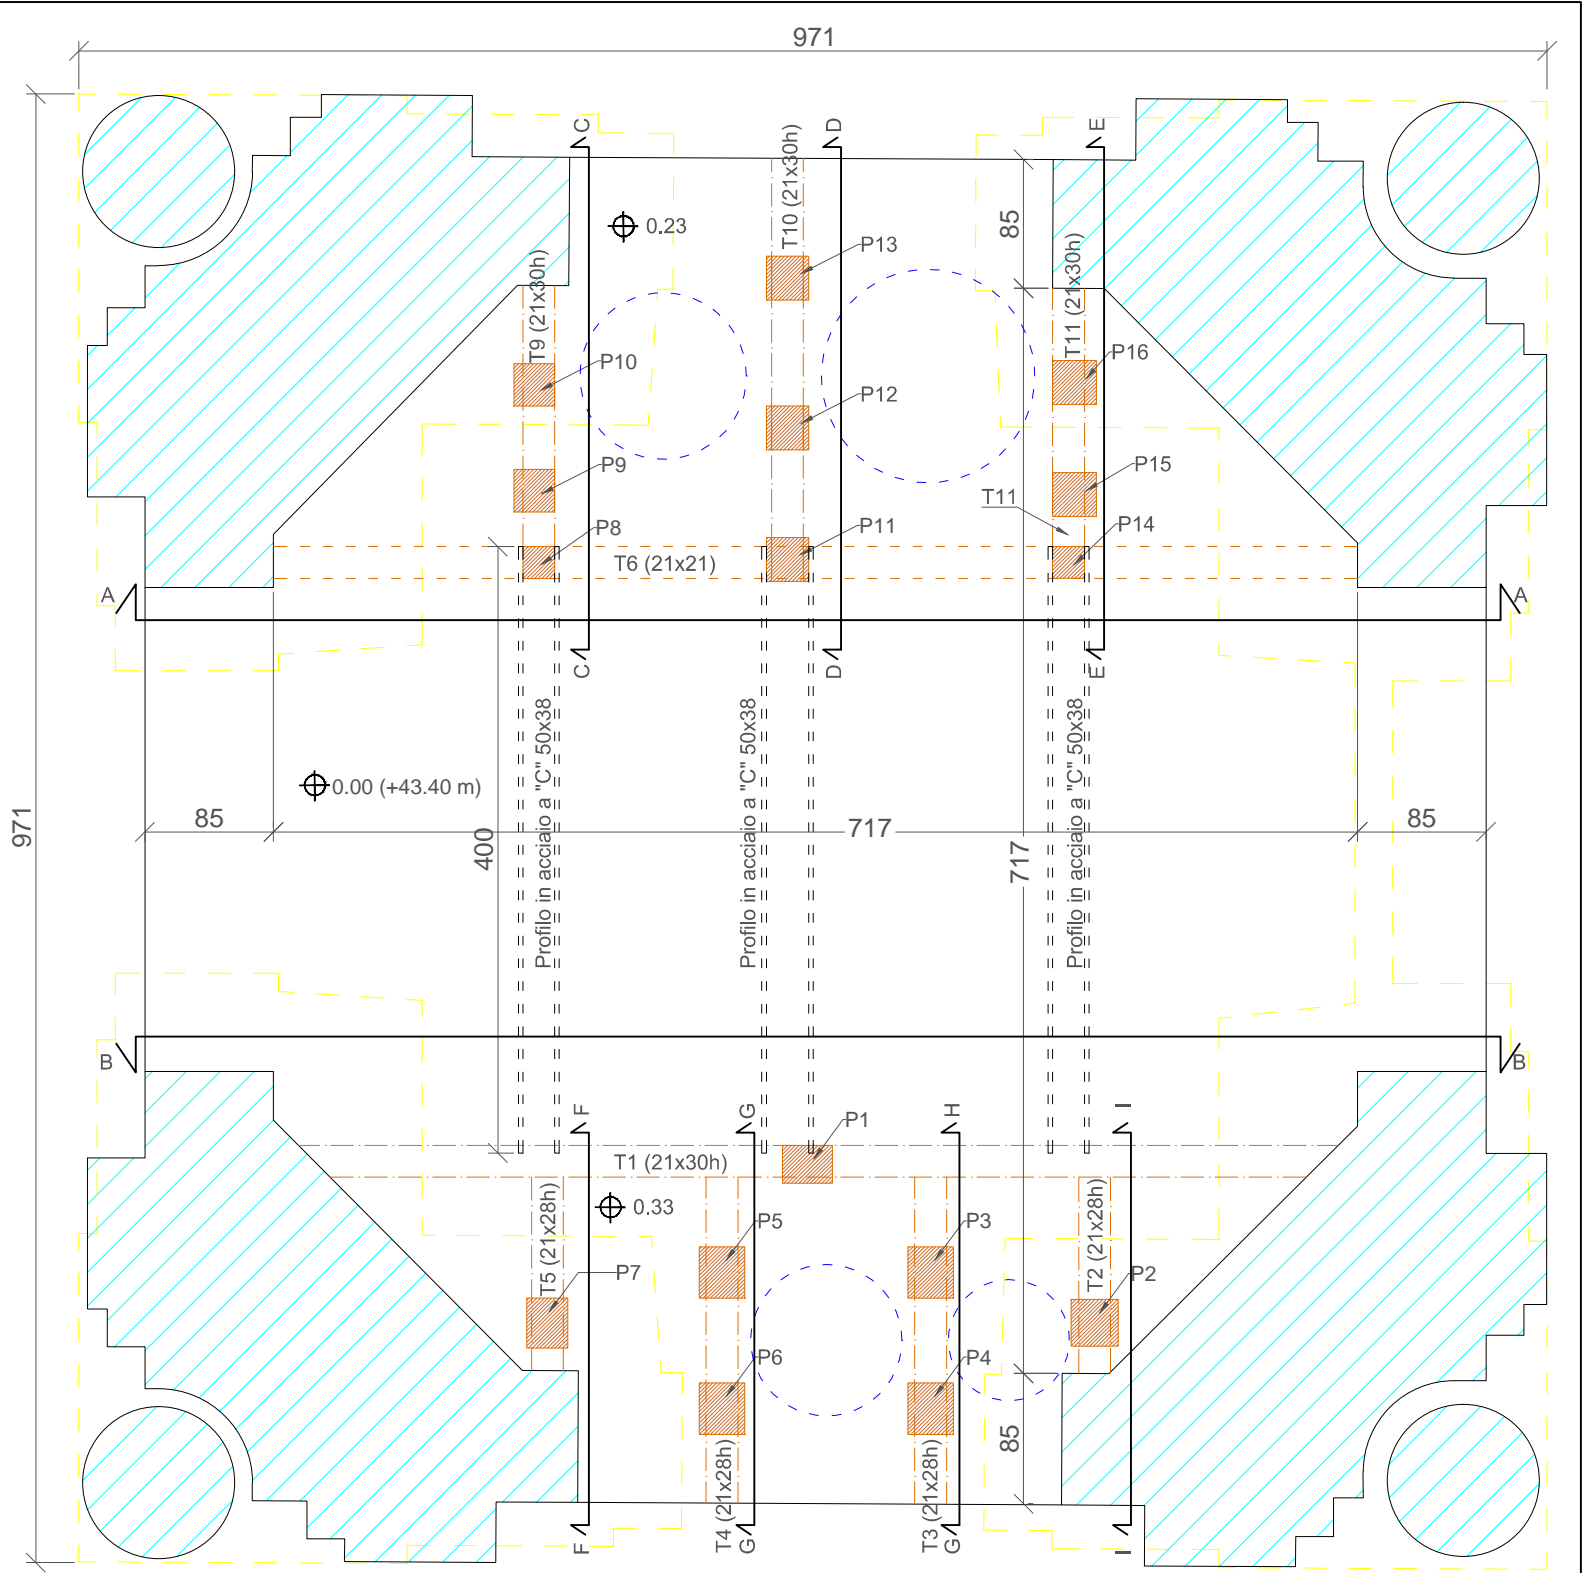 971
C
D
E
T10 (21x30h)
0.23
85
P13
T9 (21x30h)
T11 (21x30h)
P10
P16
P12
P9
P15
T11
P8
P11
P14
T6 (21x21)
A
A
C
D
E
Profilo in acciaio a "C" 50x38
Profilo in acciaio a "C" 50x38
Profilo in acciaio a "C" 50x38
0.00 (+43.40 m)
971
85
400
717
717
85
B
B
F
G
H
I
P1
T1 (21x30h)
T5 (21x28h)
0.33
P5
P3
T2 (21x28h)
P7
P2
P6
P4
85
T4 (21x28h)
T3 (21x28h)
F
G
G
I